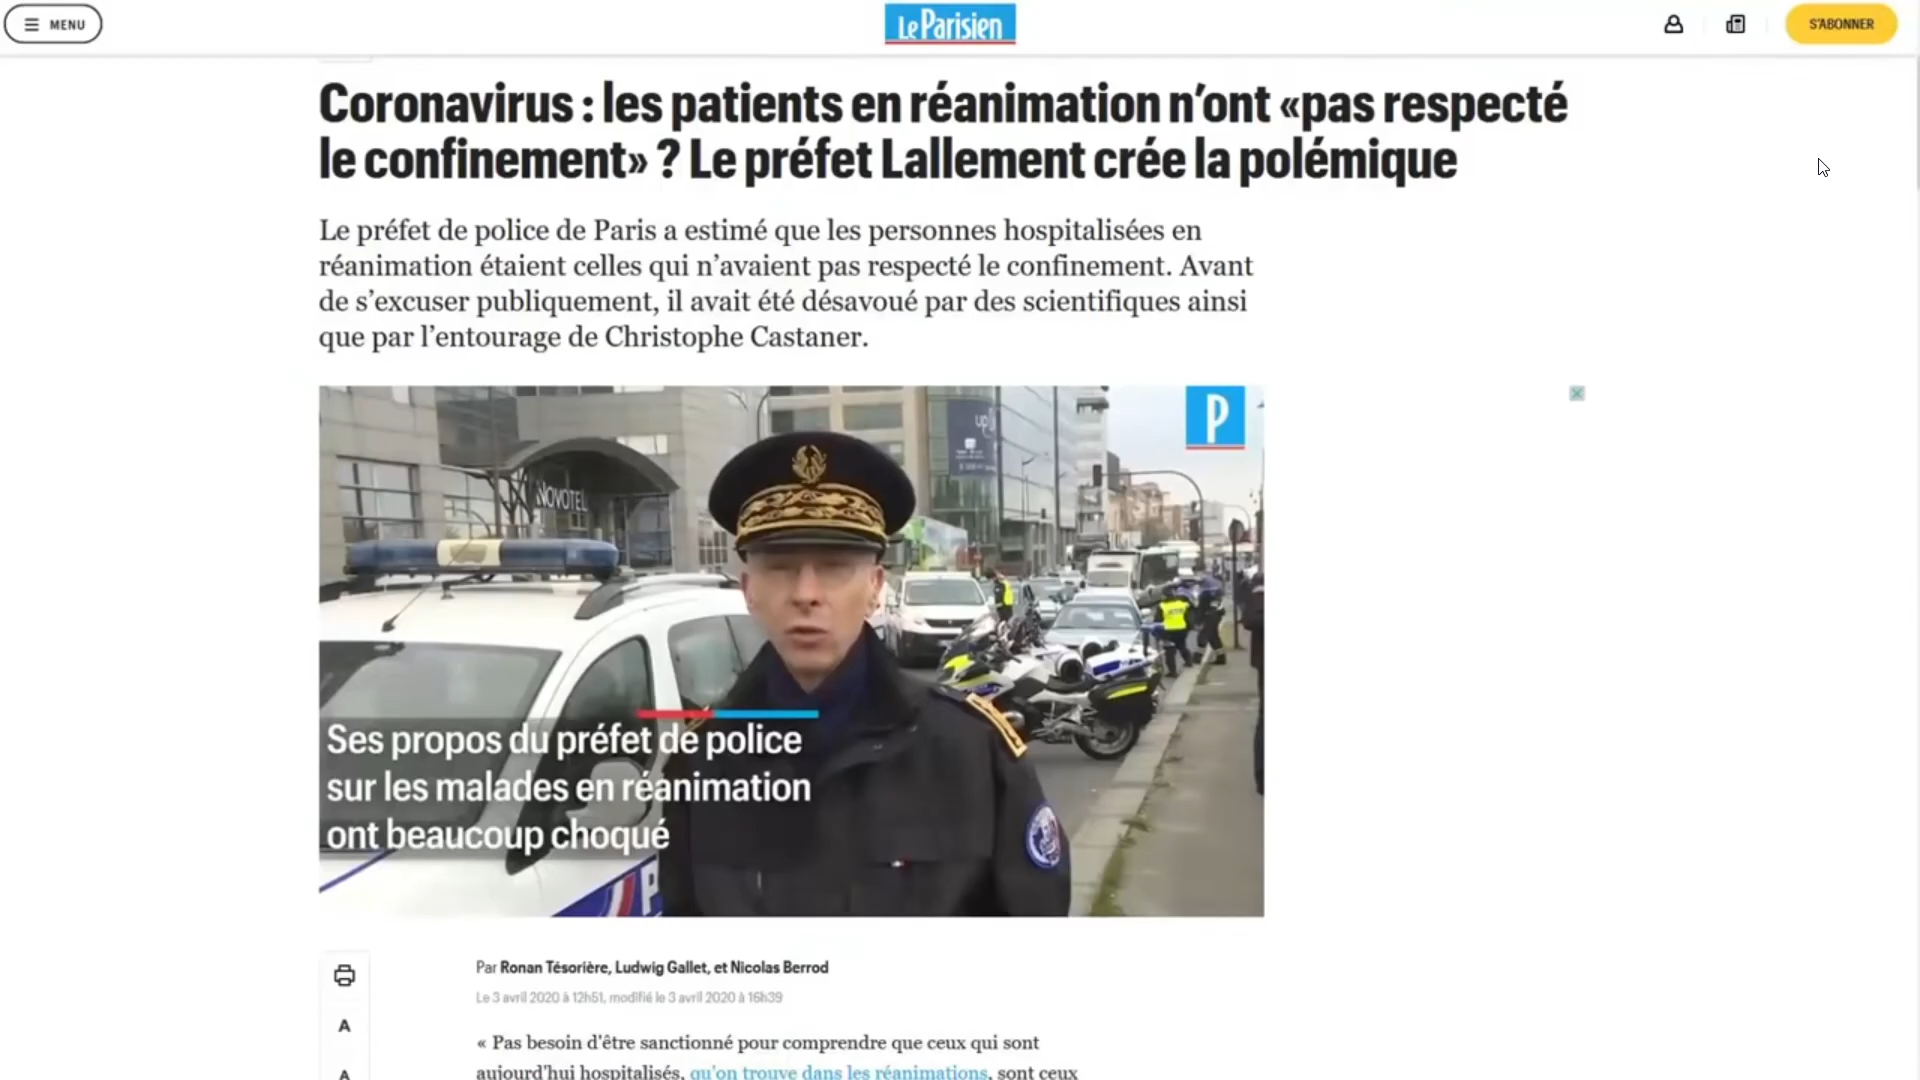 MENU
Le Parisien
S'ABONNER
Coronavirus : les patients en réanimation n'ont «pas respecté
le confinement» ? Le préfet Lallement crée la polémique
Le préfet de police de Paris a estimé que les personnes hospitalisées en
réanimation étaient celles qui n'avaient pas respecté le confinement. Avant
de s'excuser publiquement, il avait été désavoué par des scientifiques ainsi
que par l'entourage de Christophe Castaner.
P
up
NOVOTEL
Ses propos du préfet de police
sur les malades en réanimation
ont beaucoup choqué
P
Par Ronan Tésorière, Ludwig Gallet, et Nicolas Berrod
Le 3 avril 2020 à 12h51, modifié le 3 avril 2020 à 16h39
A
« Pas besoin d'être sanctionné pour comprendre que ceux qui sont
A
aujourd'hui hospitalisés, qu'on trouve dans les réanimations, sont ceux